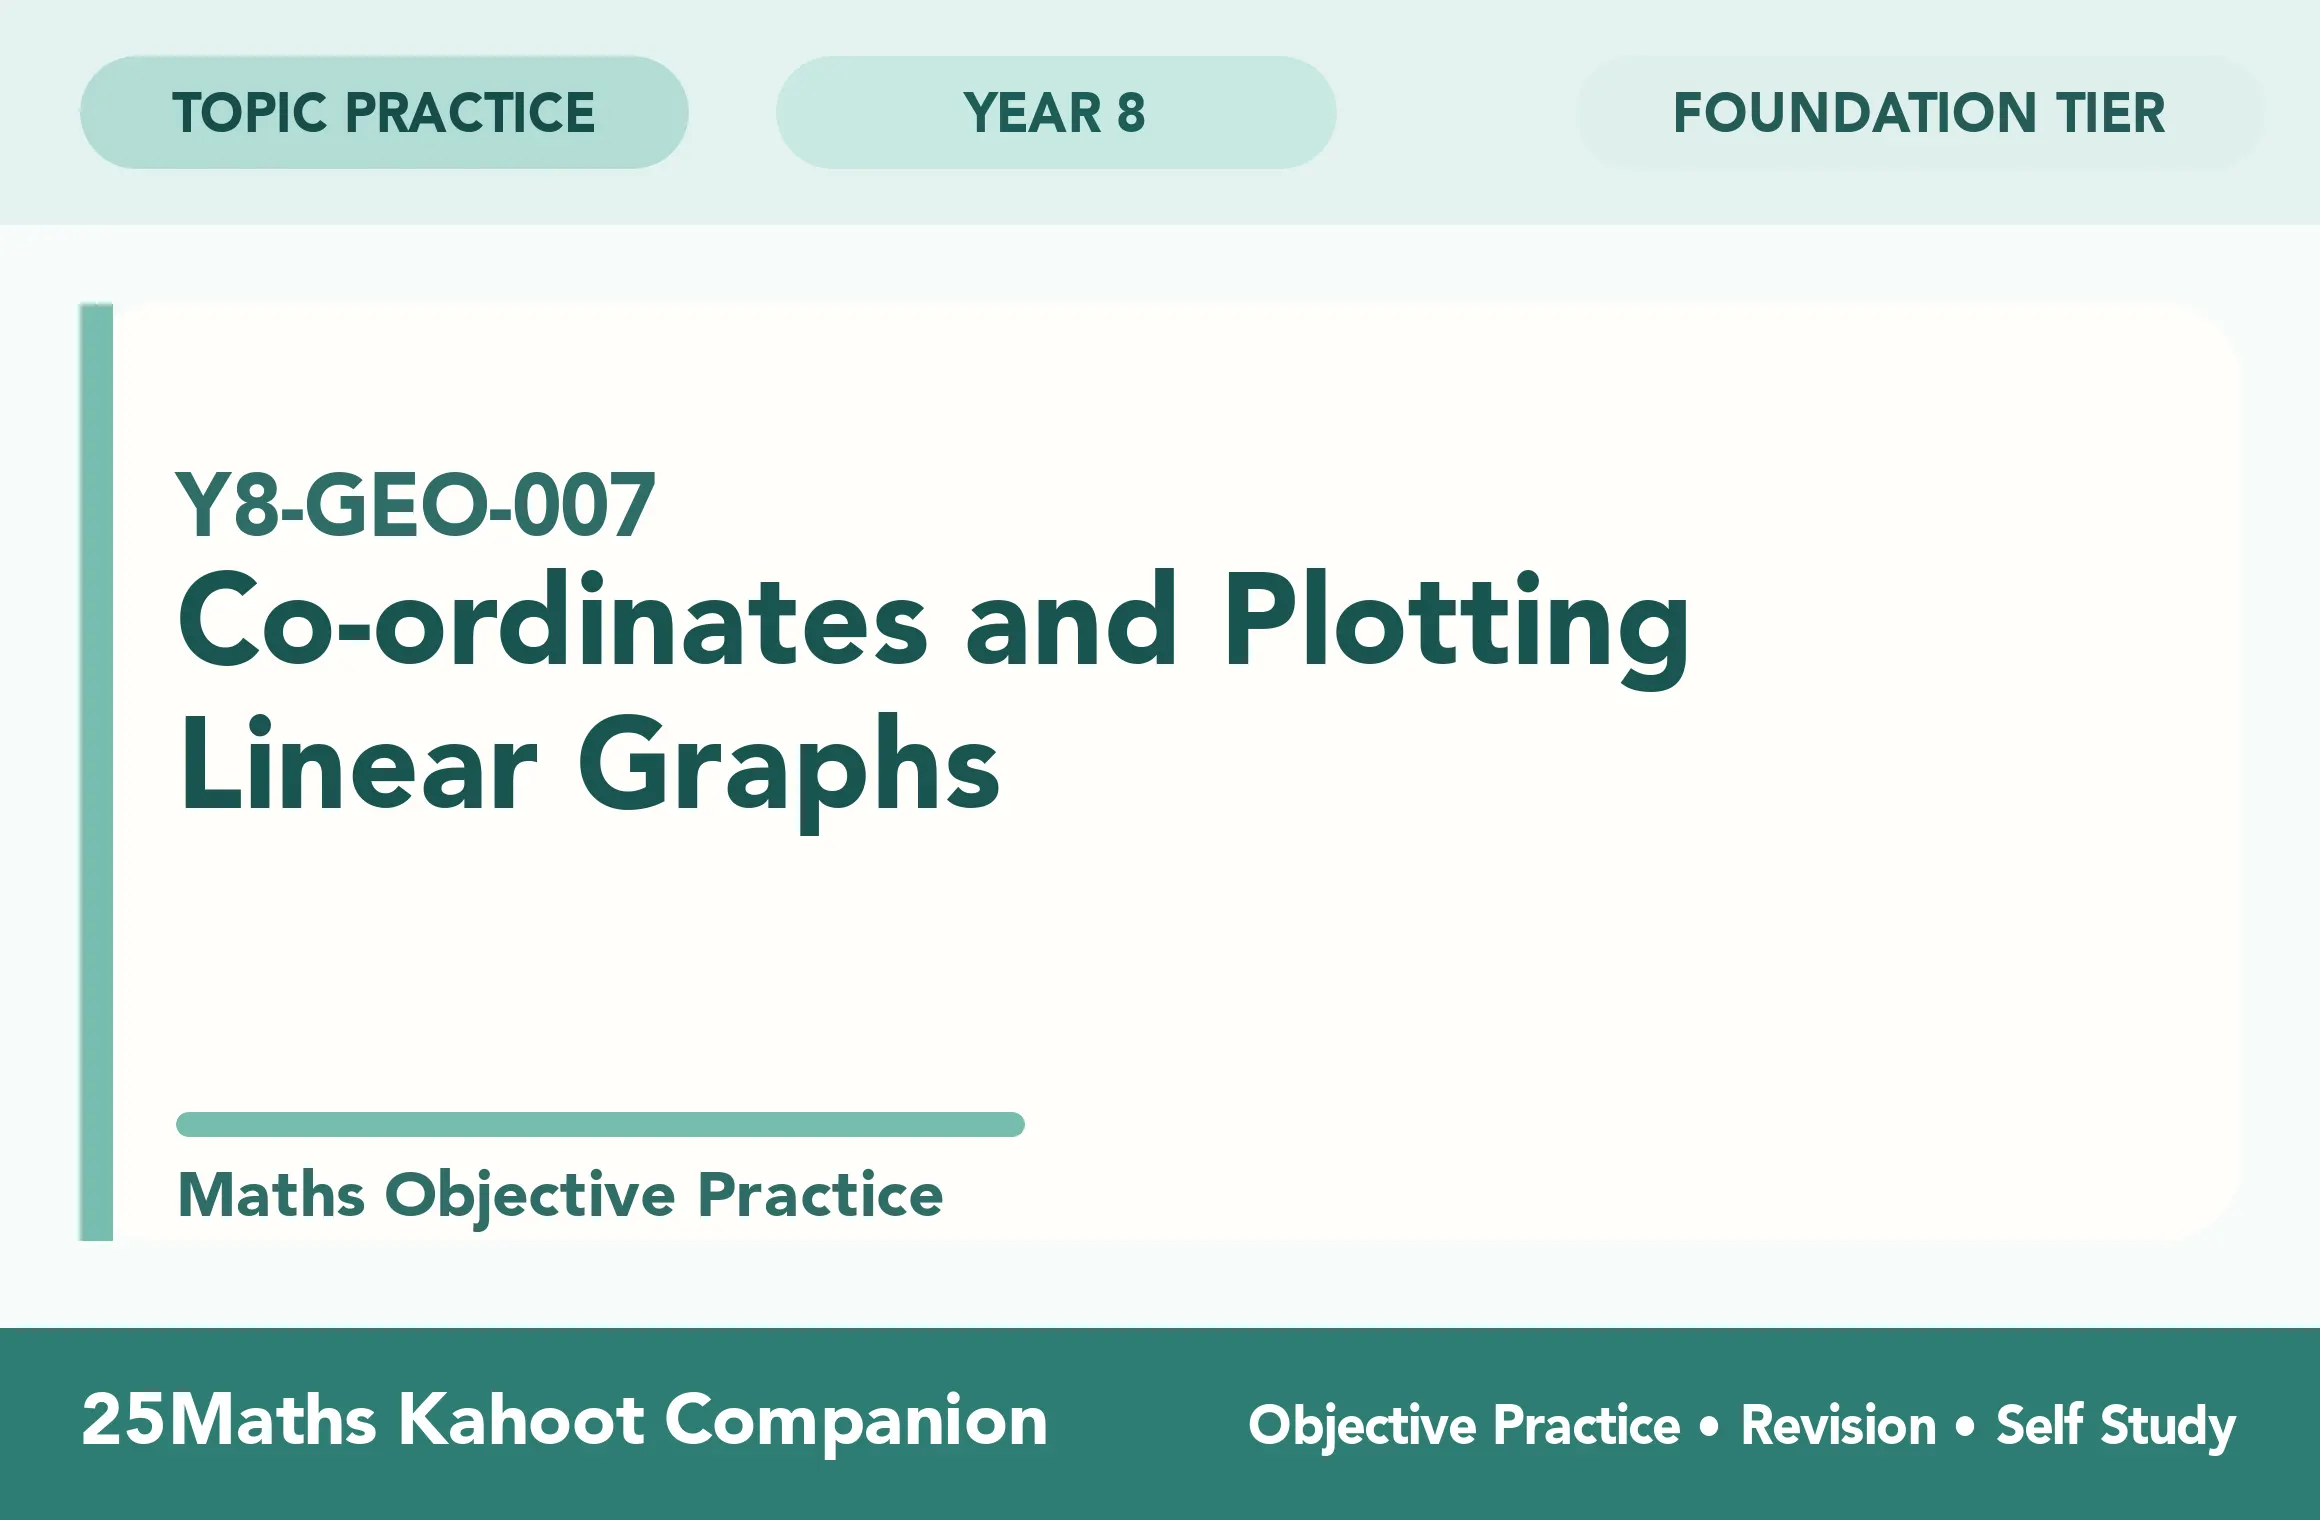 TOPIC PRACTICE
YEAR 8
FOUNDATION TIER
Y8-GEO-007
Co-ordinates and Plotting
Linear Graphs
Maths Objective Practice
25Maths Kahoot Companion
Objective Practice • Revision • Self Study